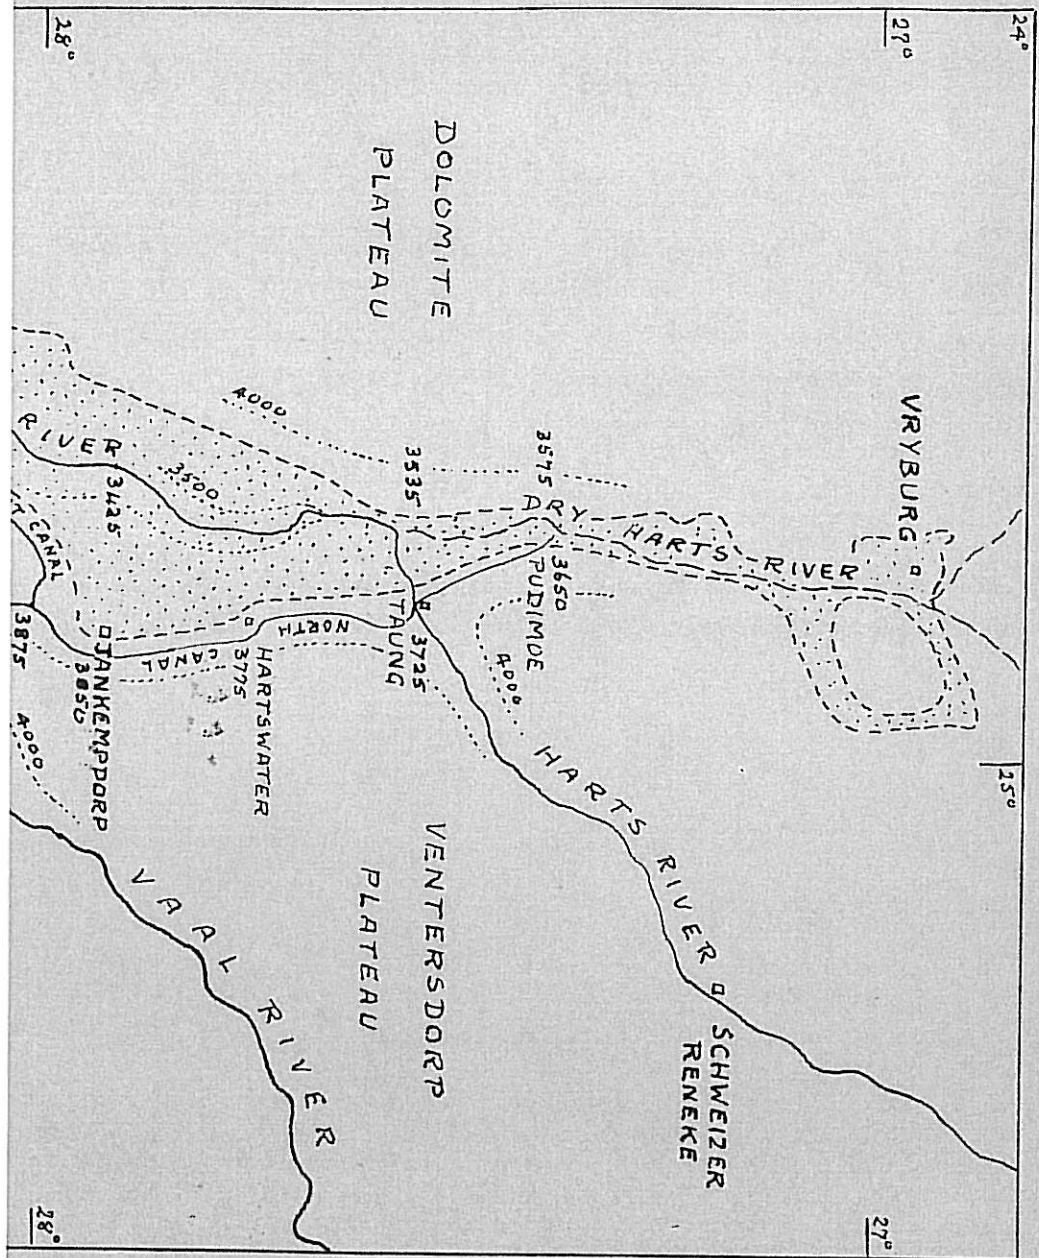 24°
27°
28°
25°
27°
28°
VRYBURG
DOLOMITE
PLATEAU
DRY HARTS RIVER
3575
3535
4000
3650
PUDIMOE
4000
3725
TAUNG
HARTS RIVER
SCHWEIZER
RENEKE
RIVER
3500
3425
CANAL
NORTH
CANAL
3775
HARTSWATER
JANKEMPDORP
3850
3875
4000
VENTERSDORP
PLATEAU
VAAL RIVER